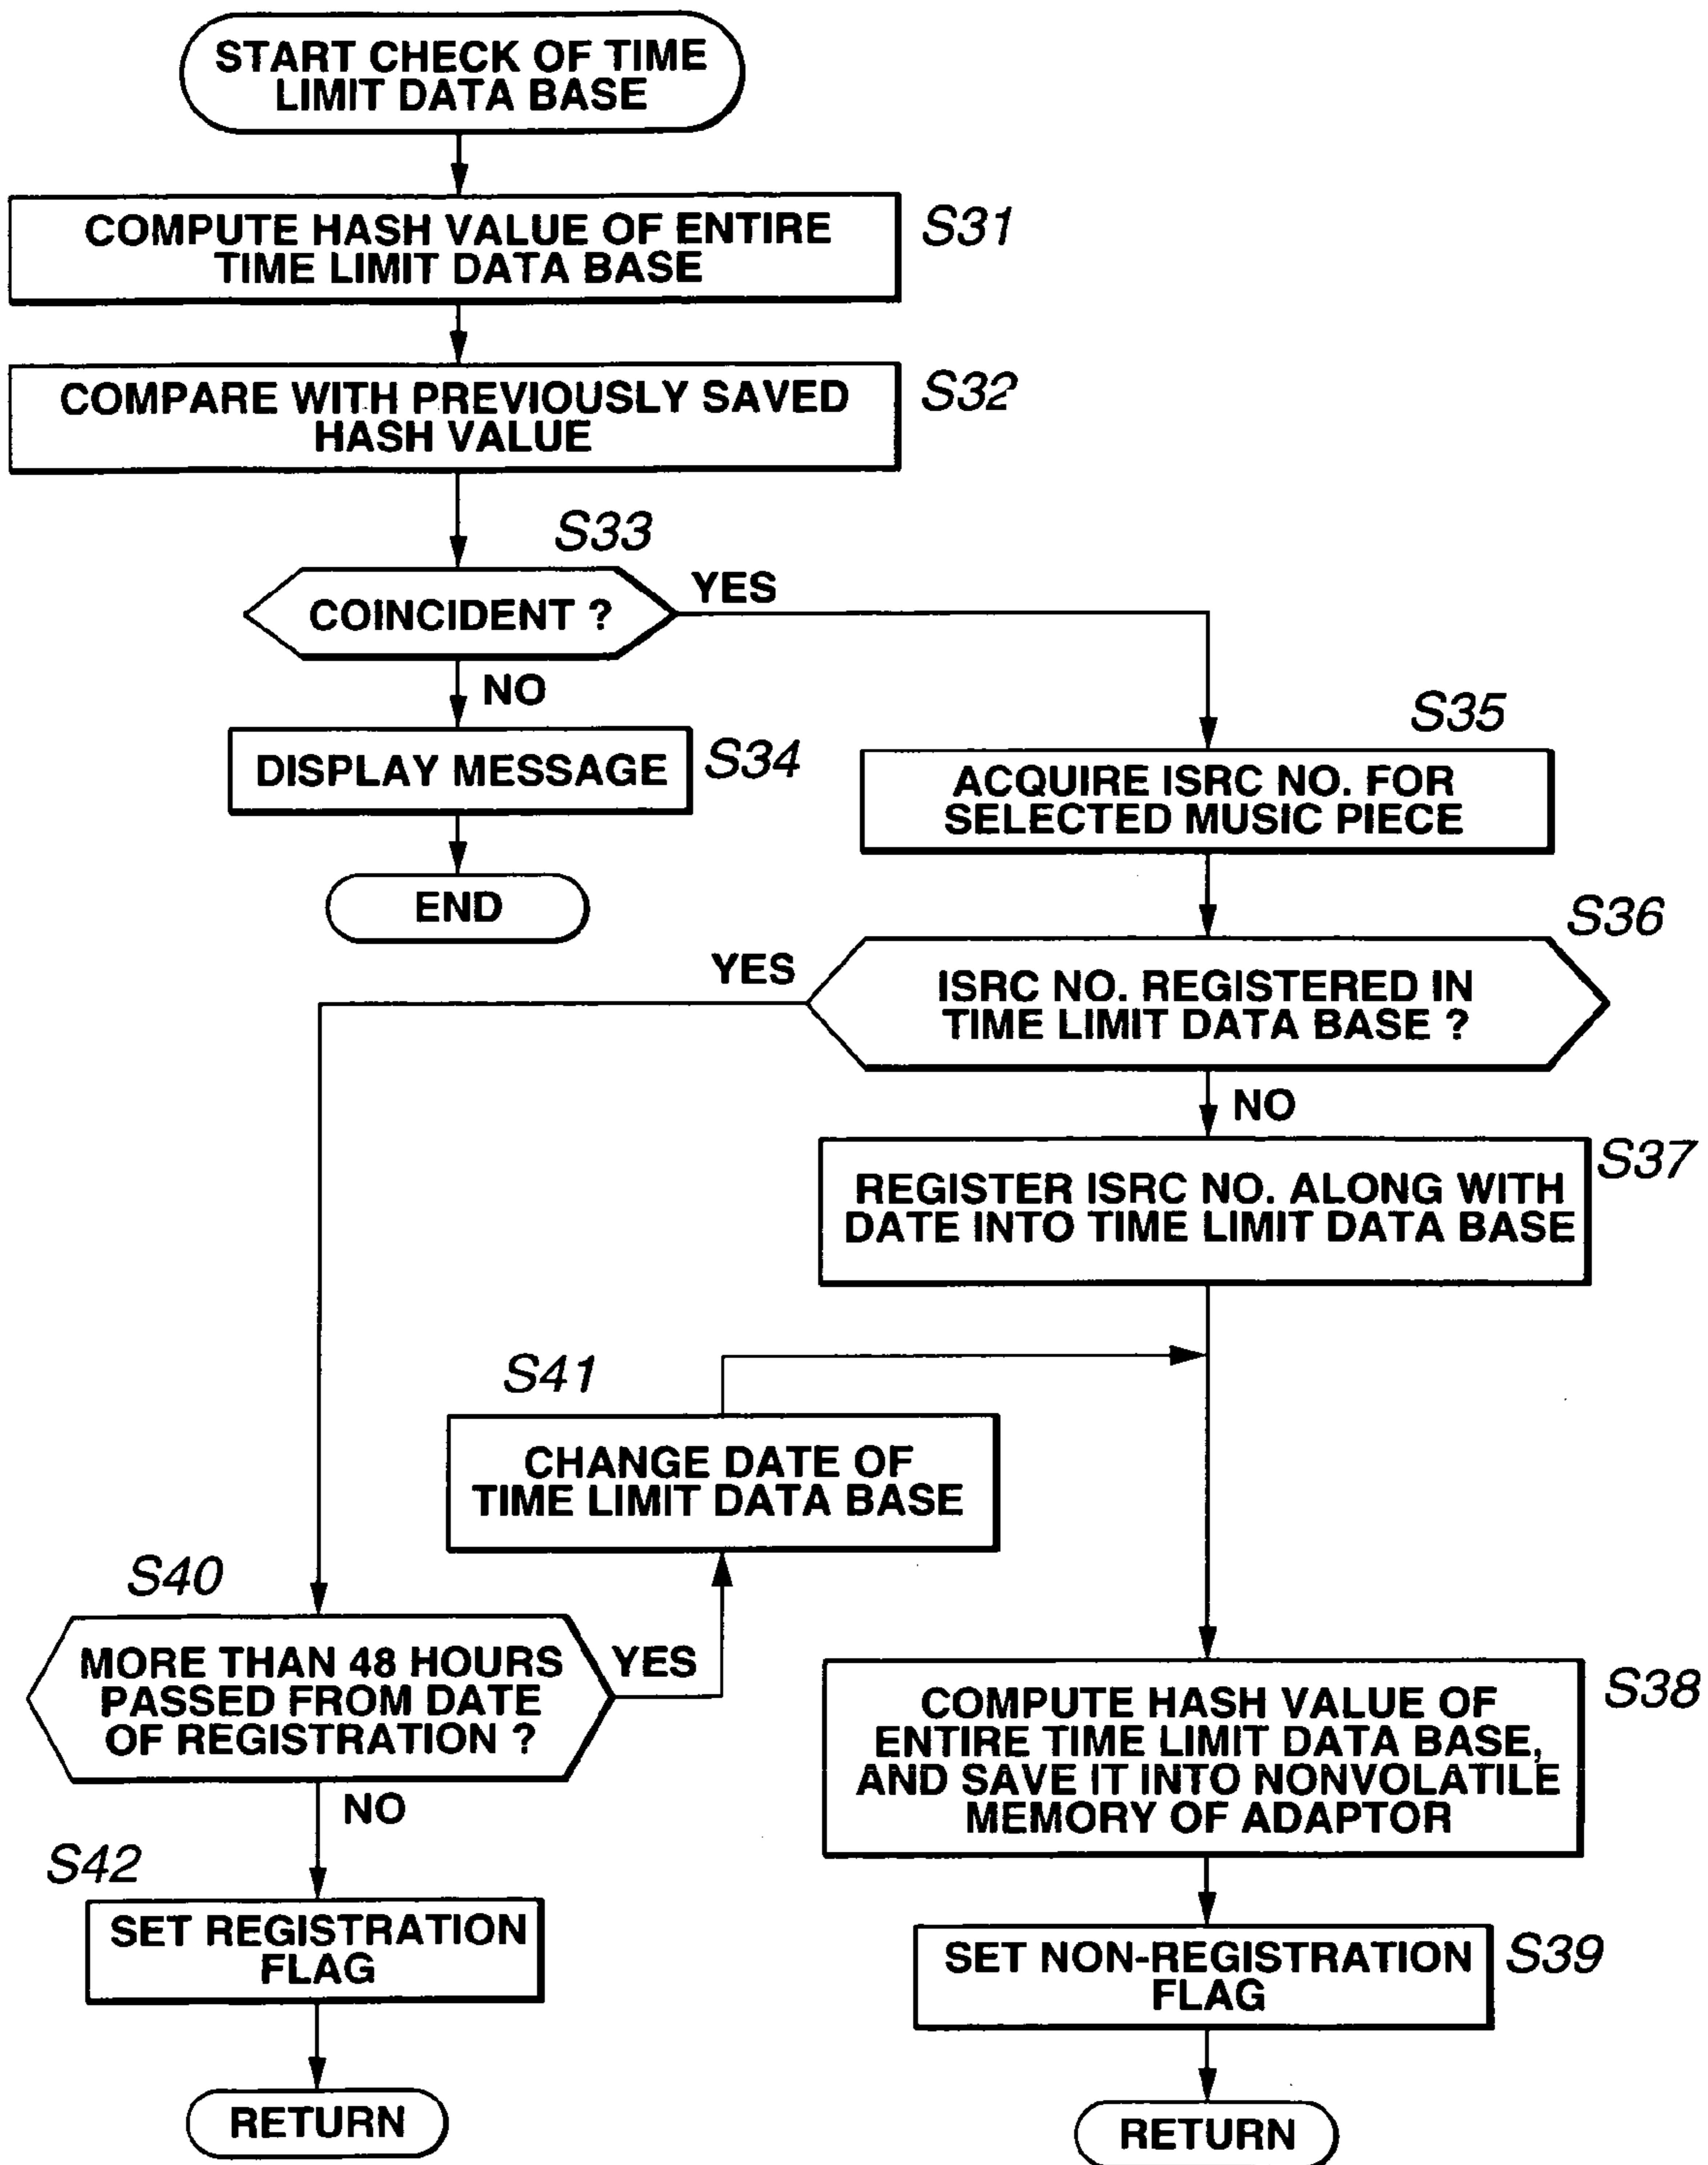 START CHECK OF TIME
LIMIT DATA BASE
COMPUTE HASH VALUE OF ENTIRE
TIME LIMIT DATA BASE
S31
COMPARE WITH PREVIOUSLY SAVED
HASH VALUE
S32
S33
COINCIDENT ?
YES
NO
DISPLAY MESSAGE
S34
END
S35
ACQUIRE ISRC NO. FOR
SELECTED MUSIC PIECE
S36
YES
ISRC NO. REGISTERED IN
TIME LIMIT DATA BASE ?
NO
S37
REGISTER ISRC NO. ALONG WITH
DATE INTO TIME LIMIT DATA BASE
S41
CHANGE DATE OF
TIME LIMIT DATA BASE
S40
MORE THAN 48 HOURS
PASSED FROM DATE
OF REGISTRATION ?
YES
NO
S38
COMPUTE HASH VALUE OF
ENTIRE TIME LIMIT DATA BASE,
AND SAVE IT INTO NONVOLATILE
MEMORY OF ADAPTOR
S42
SET REGISTRATION
FLAG
SET NON-REGISTRATION
FLAG
S39
RETURN
RETURN